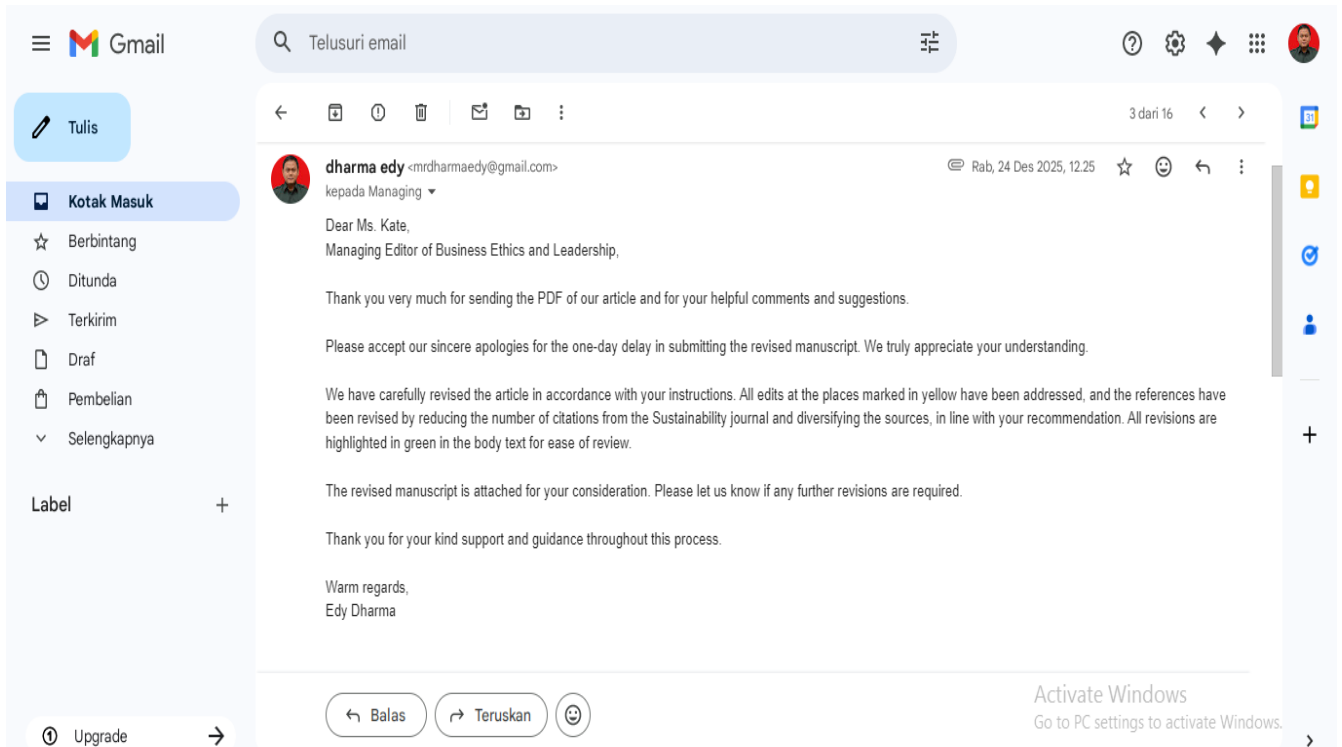 Gmail
Telusuri email
Tulis
3 dari 16
31
dharma edy <mrdharmaedy@gmail.com>
Rab, 24 Des 2025, 12.25
kepada Managing
Kotak Masuk
Berbintang
Ditunda
Terkirim
Draf
Pembelian
Selengkapnya
Label
Dear Ms. Kate,
Managing Editor of Business Ethics and Leadership,
Thank you very much for sending the PDF of our article and for your helpful comments and suggestions.
Please accept our sincere apologies for the one-day delay in submitting the revised manuscript. We truly appreciate your understanding.
We have carefully revised the article in accordance with your instructions. All edits at the places marked in yellow have been addressed, and the references have
been revised by reducing the number of citations from the Sustainability journal and diversifying the sources, in line with your recommendation. All revisions are
highlighted in green in the body text for ease of review.
The revised manuscript is attached for your consideration. Please let us know if any further revisions are required.
Thank you for your kind support and guidance throughout this process.
Warm regards,
Edy Dharma
Balas
Teruskan
Activate Windows
Go to PC settings to activate Windows.
1 Upgrade